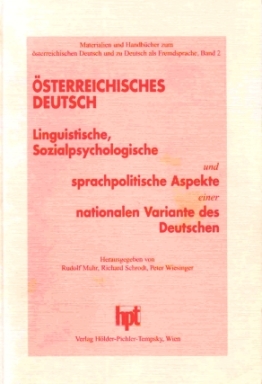 Materialien und Handbücher zum
österreichischen Deutsch und zu Deutsch als Fremdsprache, Band 2
ÖSTERREICHISCHES
DEUTSCH
Linguistische,
Sozialpsychologische
und
sprachpolitische Aspekte
einer
nationalen Variante des
Deutschen
Herausgegeben von
Rudolf Muhr, Richard Schrodt, Peter Wiesinger
hpt
Verlag Hölder-Pichler-Tempsky, Wien